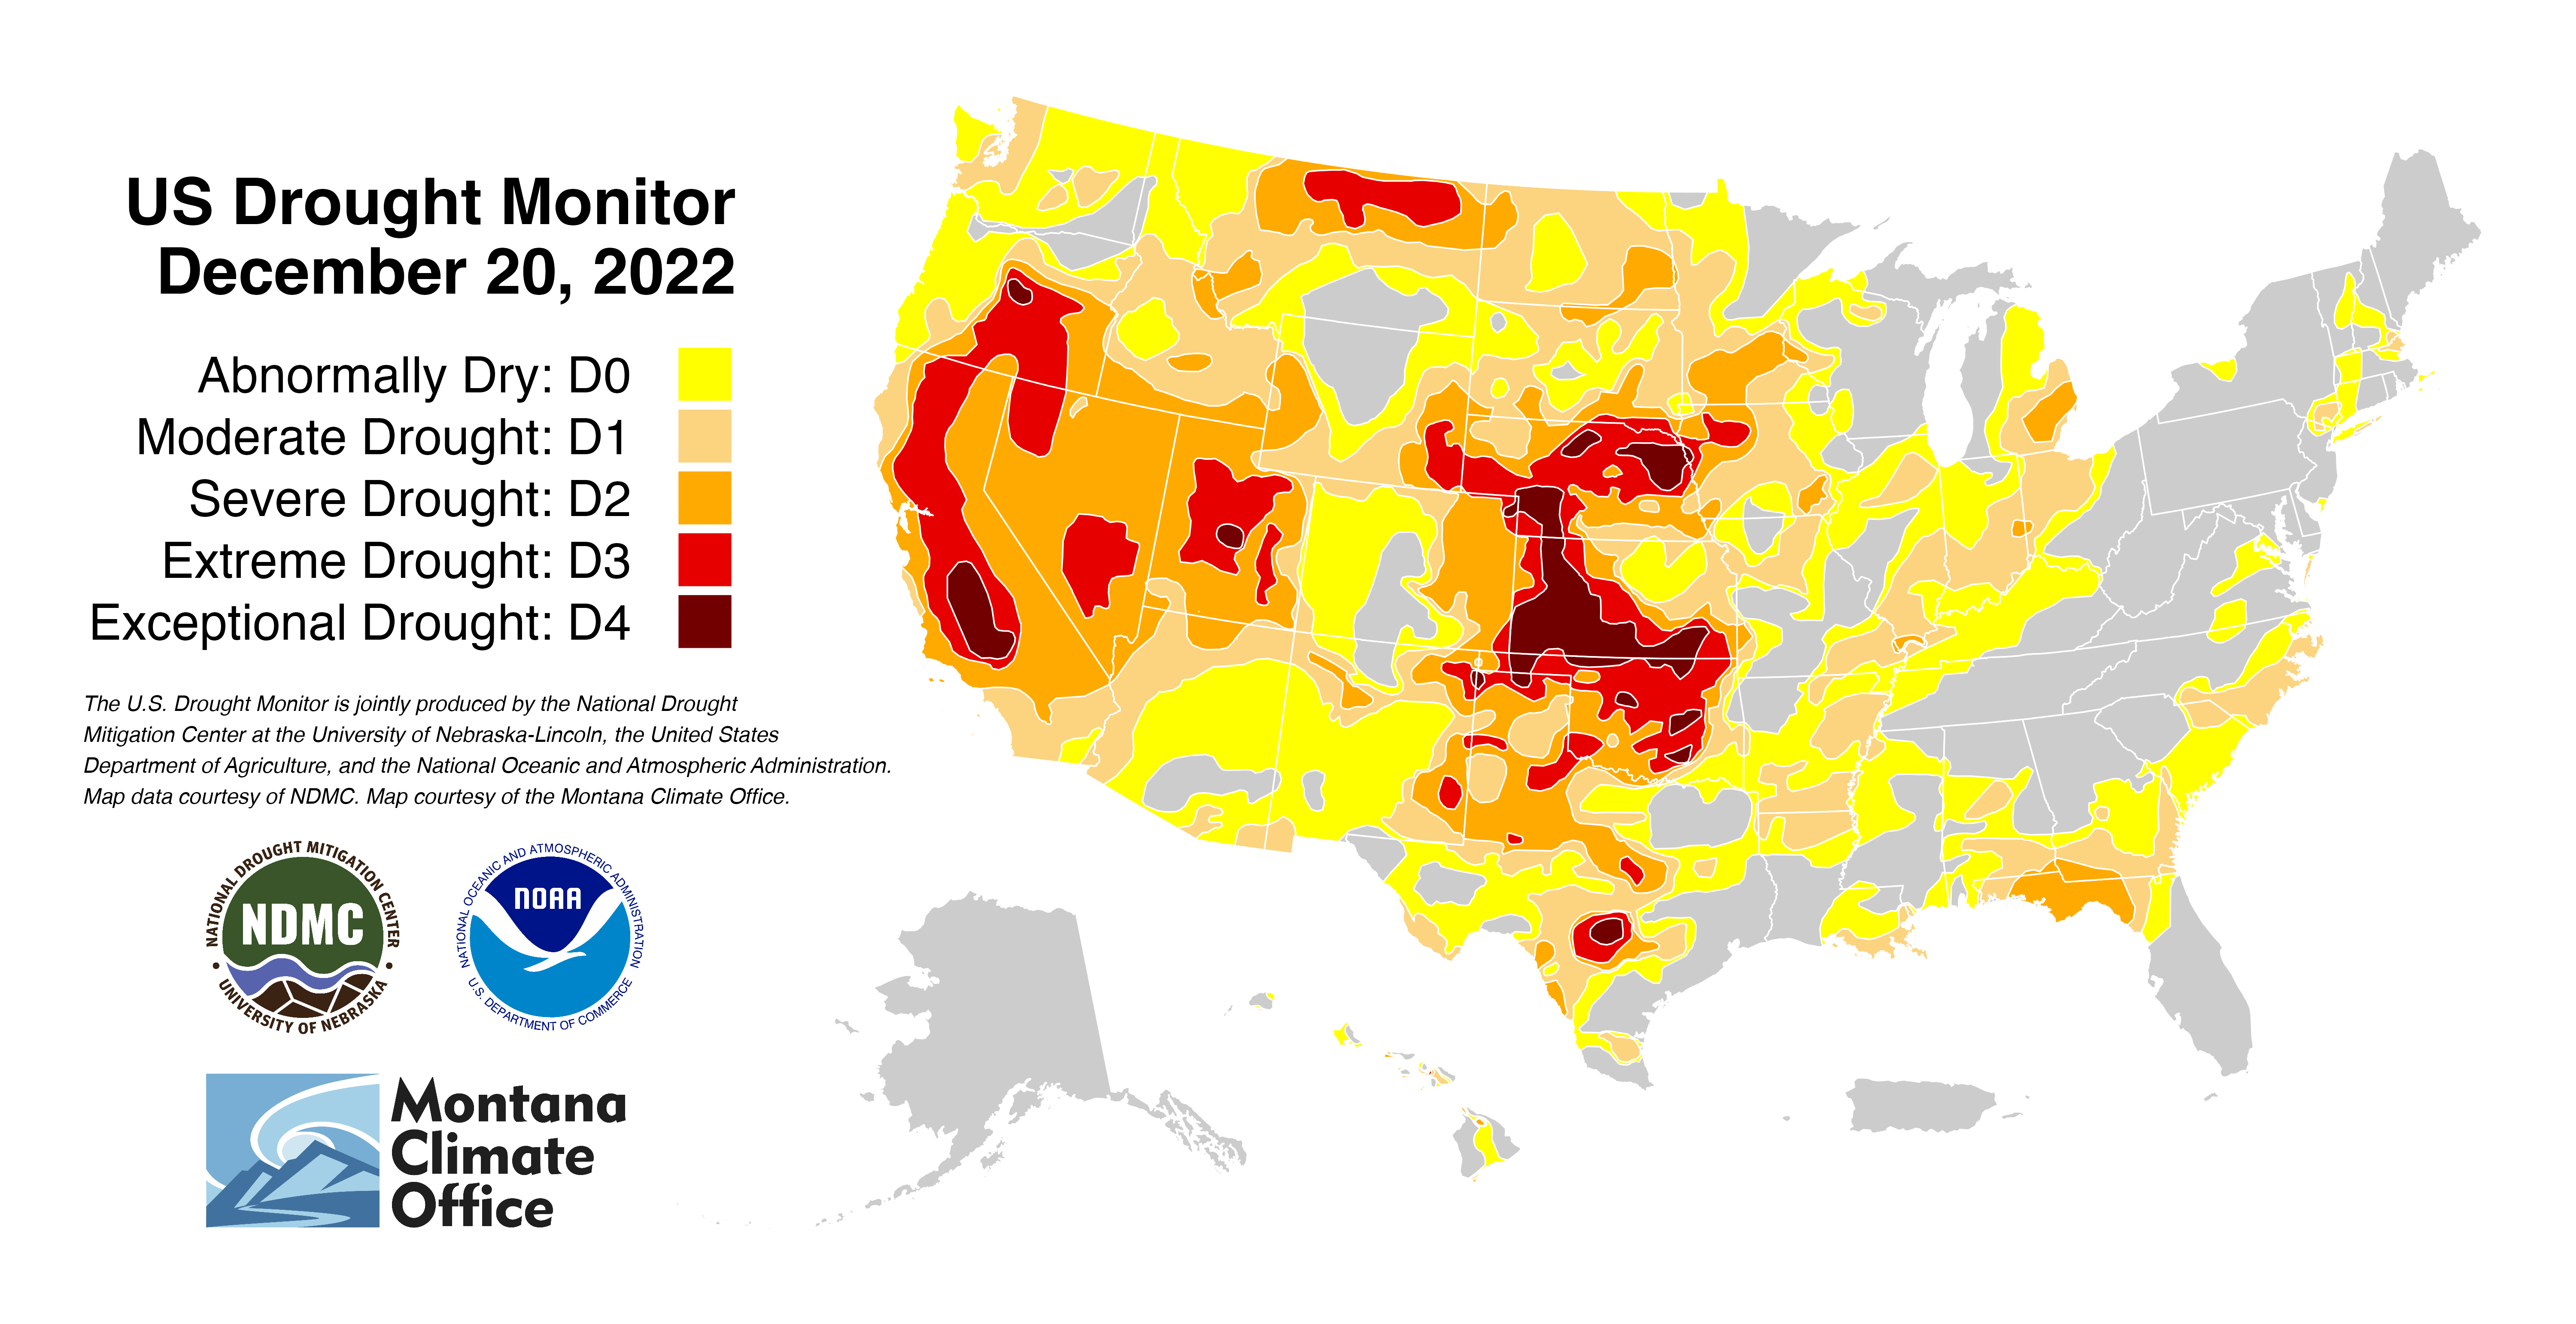 US Drought Monitor
December 20, 2022
Abnormally Dry: D0
Moderate Drought: D1
Severe Drought: D2
Extreme Drought: D3
Exceptional Drought: D4
The U.S. Drought Monitor is jointly produced by the National Drought
Mitigation Center at the University of Nebraska-Lincoln, the United States
Department of Agriculture, and the National Oceanic and Atmospheric Administration.
Map data courtesy of NDMC. Map courtesy of the Montana Climate Office.
NATIONAL DROUGHT MITIGATION CENTER
NDMC
UNIVERSITY OF NEBRASKA
NATIONAL OCEANIC AND ATMOSPHERIC ADMINISTRATION
NOAA
U.S. DEPARTMENT OF COMMERCE
Montana
Climate
Office